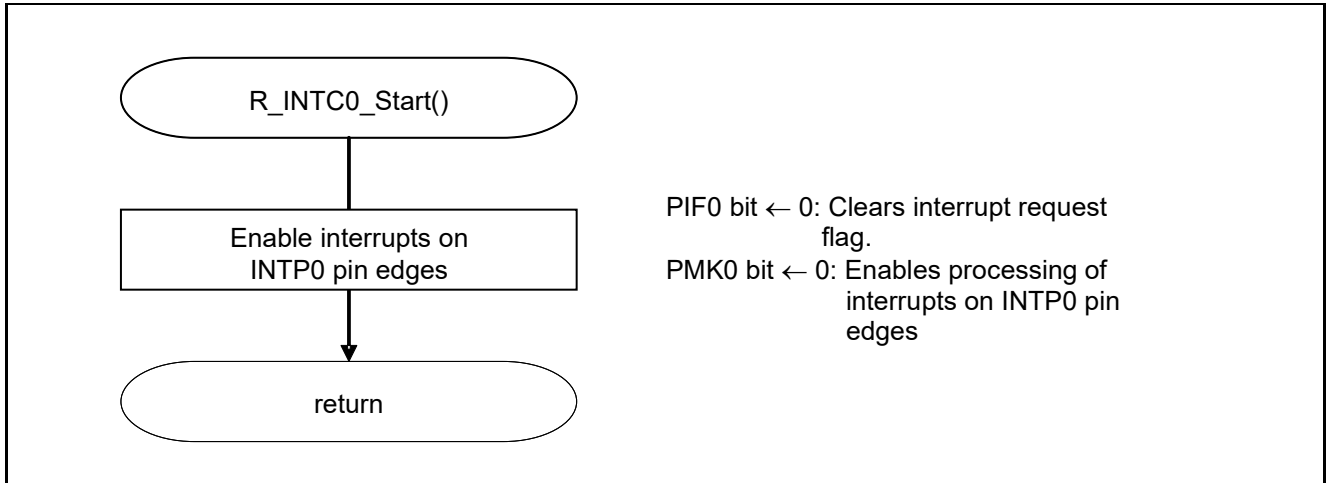 R_INTC0_Start()
Enable interrupts on
INTP0 pin edges
return
PIF0 bit ← 0: Clears interrupt request
flag.
PMK0 bit ← 0: Enables processing of
interrupts on INTP0 pin
edges